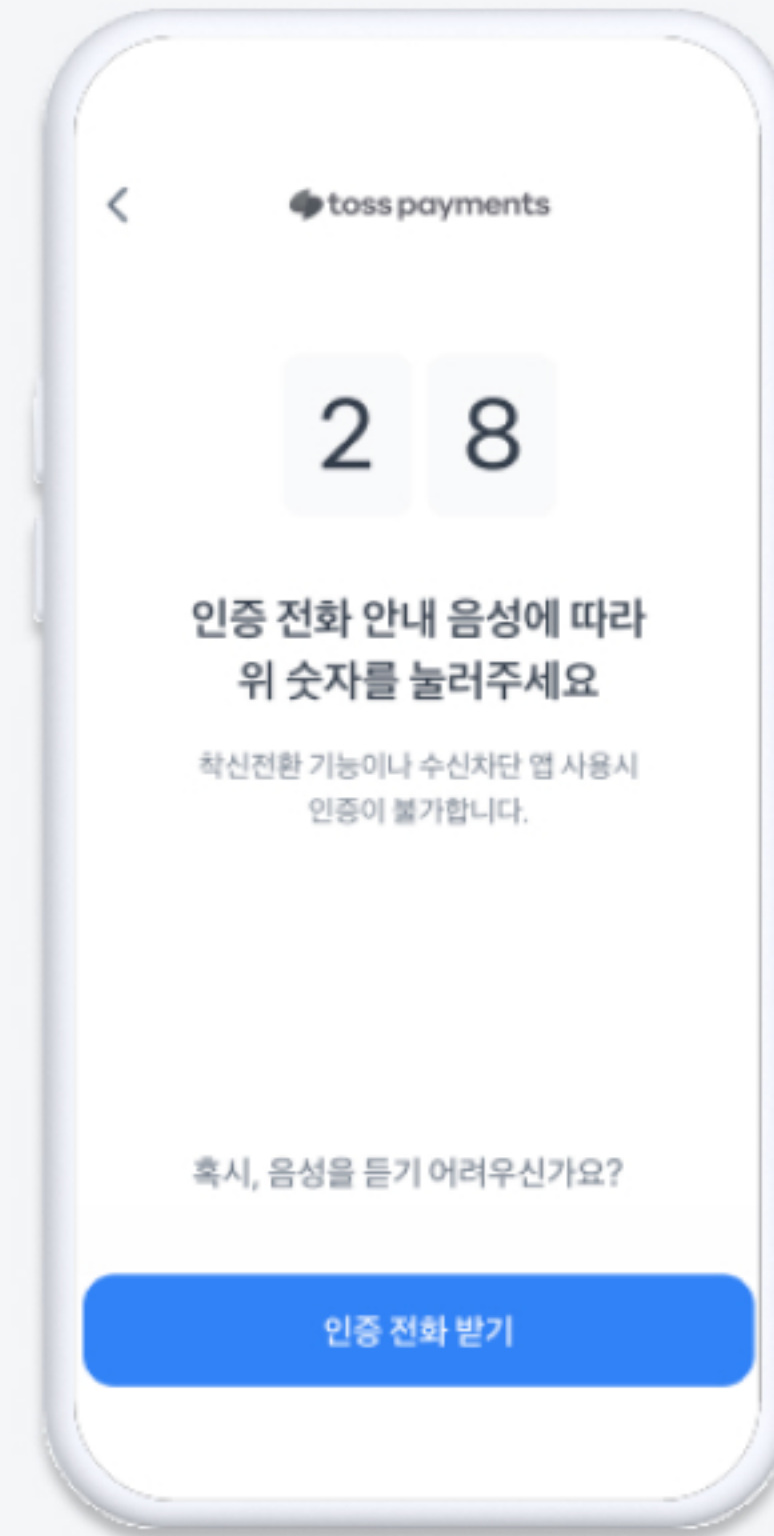 toss payments
2 8
인증 전화 안내 음성에 따라
위 숫자를 눌러주세요
착신전환 기능이나 수신차단 앱 사용시
인증이 불가합니다.
혹시, 음성을 듣기 어려우신가요?
인증 전화 받기